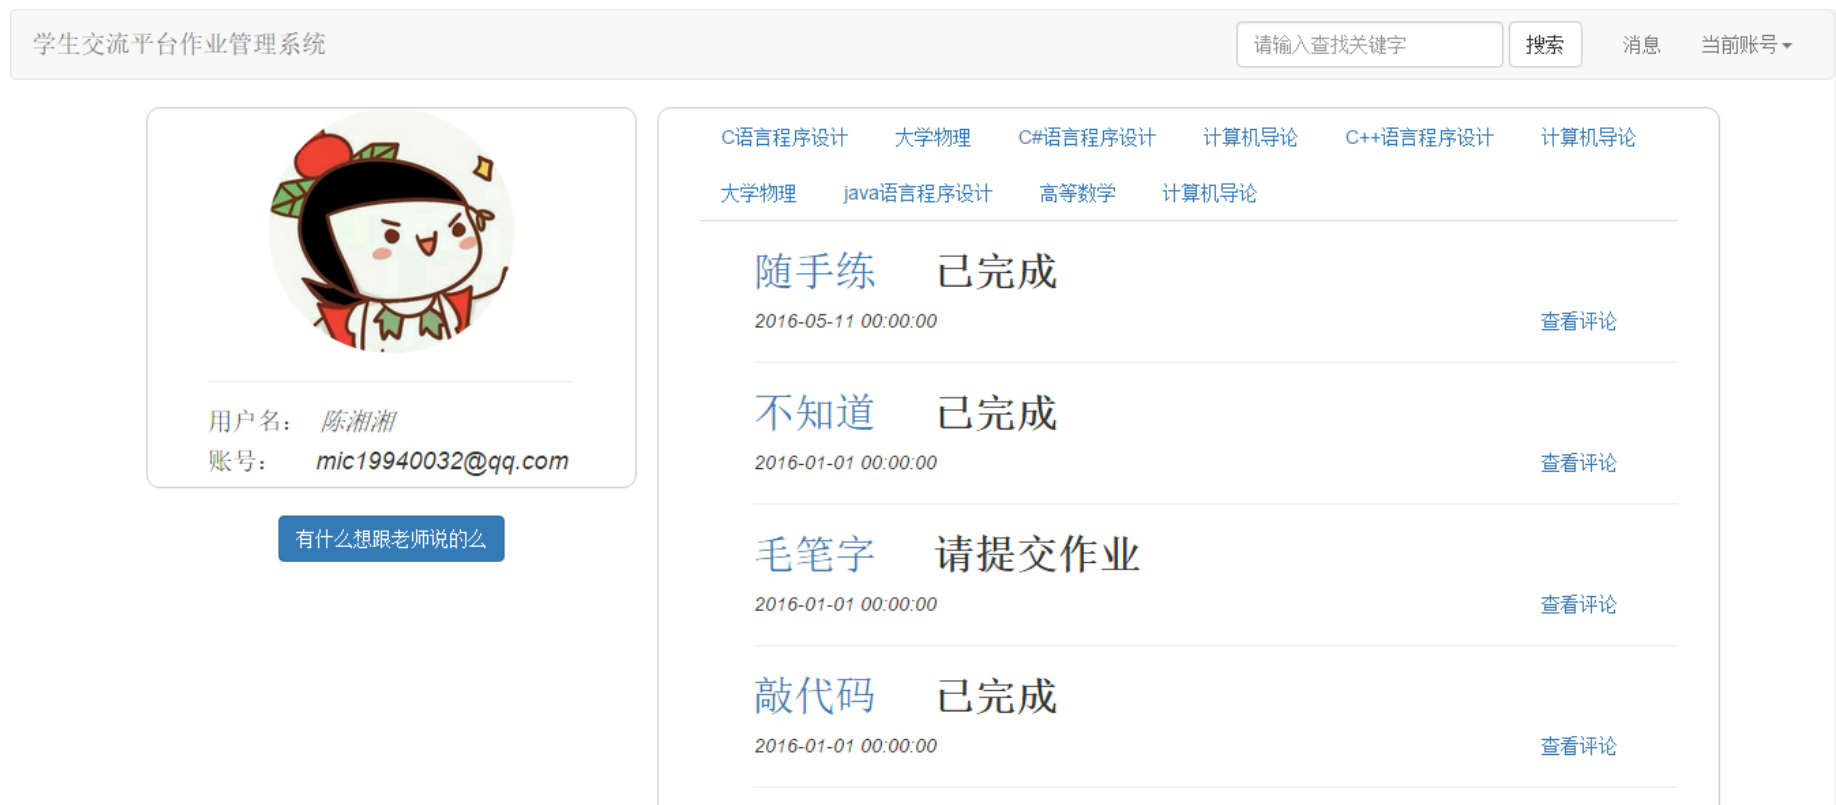 学生交流平台作业管理系统
请输入查找关键字 搜索 消息 当前账号
用户名： 陈湘湘
账号： mic19940032@qq.com
有什么想跟老师说的么
C语言程序设计 大学物理 C#语言程序设计 计算机导论 C++语言程序设计 计算机导论
大学物理 java语言程序设计 高等数学 计算机导论
随手练 已完成
2016-05-11 00:00:00 查看评论
不知道 已完成
2016-01-01 00:00:00 查看评论
毛笔字 请提交作业
2016-01-01 00:00:00 查看评论
敲代码 已完成
2016-01-01 00:00:00 查看评论